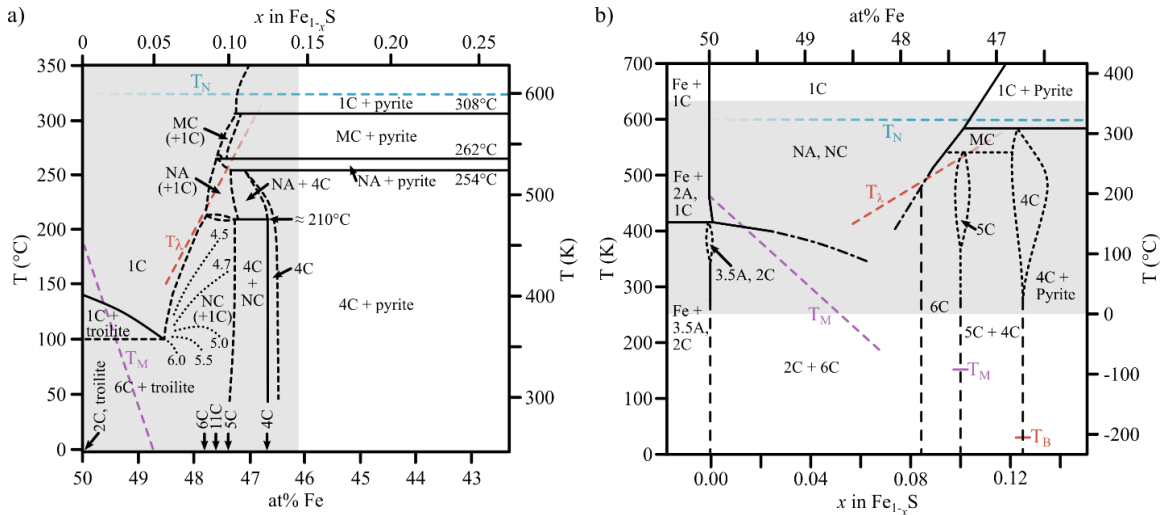 a)
x in Fe1-xS
0 0.05 0.10 0.15 0.20 0.25
350
300
250
200
150
100
50
0
T (°C)
600
500
400
300
T (K)
TN
1C + pyrite
308°C
MC
(+1C)
MC + pyrite
262°C
NA
(+1C)
NA + 4C
NA + pyrite
254°C
≈ 210°C
Tλ
4.5
4.7
1C
4C
+
NC
4C
4C + pyrite
NC
(+1C)
1C +
troilite
5.0
6.0
5.5
TM
6C + troilite
2C, troilite
6C
11C
5C
4C
50 49 48 47 46 45 44 43
at% Fe
b)
at% Fe
50 49 48 47
700
600
500
400
300
200
100
0
T (K)
400
300
200
100
0
-100
-200
T (°C)
Fe +
1C
1C
1C + Pyrite
TN
MC
NA, NC
Tλ
Fe +
2A,
1C
4C
5C
3.5A, 2C
4C +
Pyrite
6C
Fe +
3.5A,
2C
TM
5C + 4C
2C + 6C
TM
TB
0.00 0.04 0.08 0.12
x in Fe1-xS